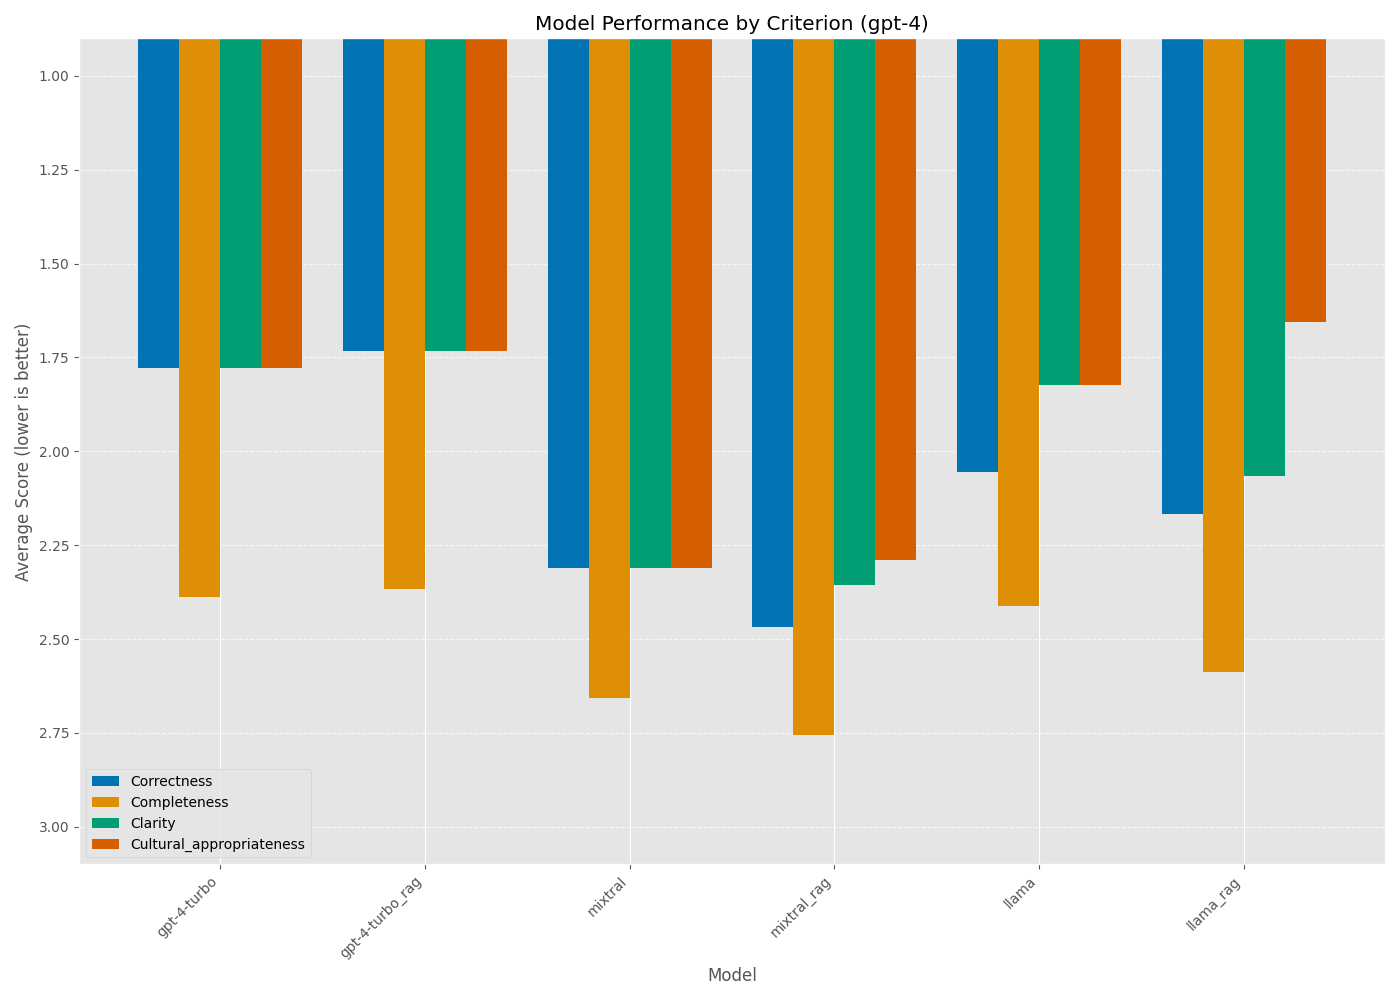 Model Performance by Criterion (gpt-4)
Average Score (lower is better)
1.00
1.25
1.50
1.75
2.00
2.25
2.50
2.75
3.00
Correctness
Completeness
Clarity
Cultural_appropriateness
gpt-4-turbo
gpt-4-turbo_rag
mixtral
mixtral_rag
llama
llama_rag
Model